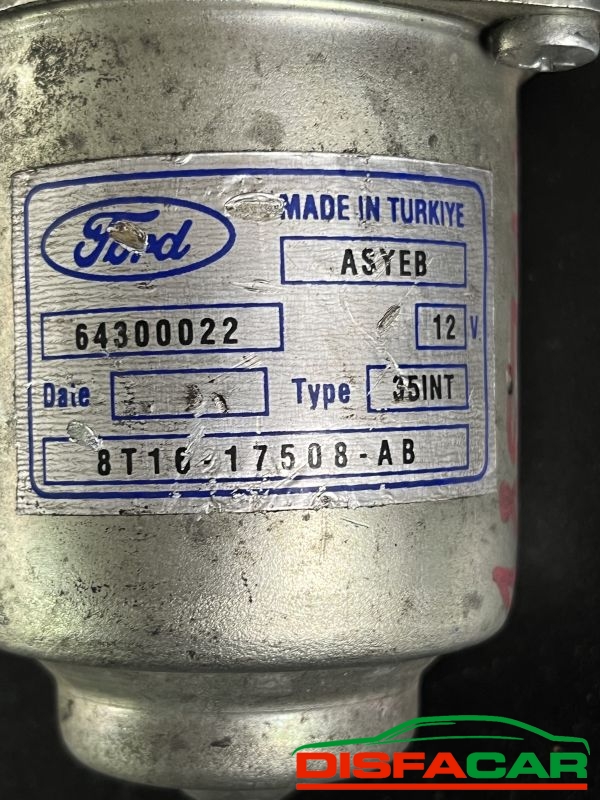 Ford
MADE IN TURKIYE
ASYEB
64300022
12 V.
Date
Type
35INT
8T16-17508-AB
DISFACAR